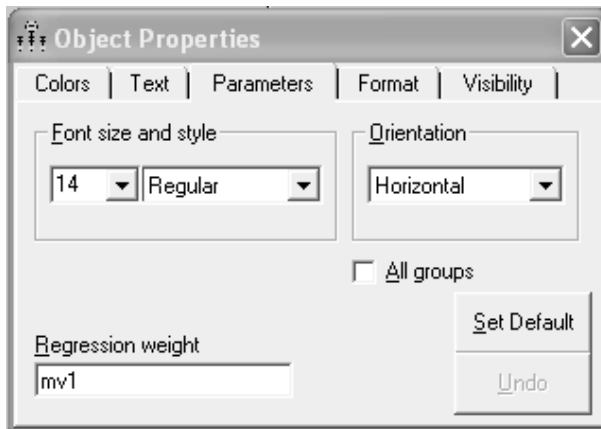 Object Properties
Colors Text Parameters Format Visibility
Font size and style
Orientation
14 Regular
Horizontal
All groups
Set Default
Regression weight
mv1
Undo